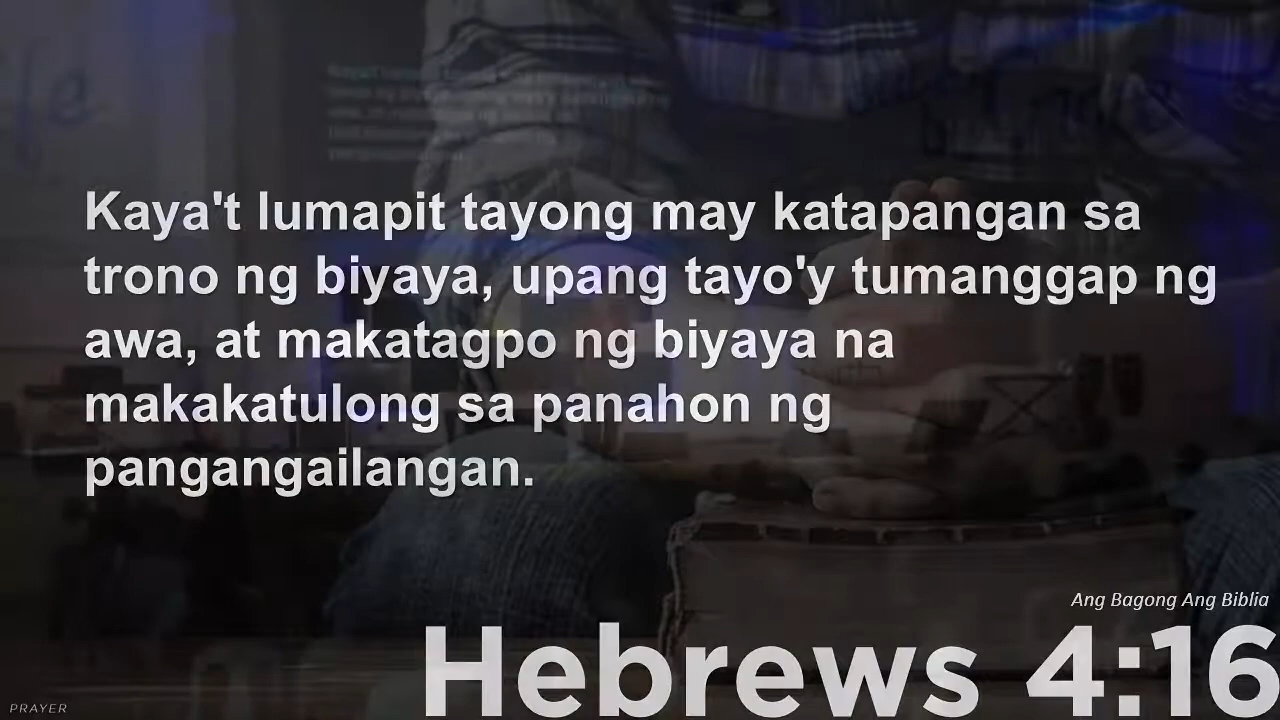 Kaya't lumapit tayong may katapangan sa
trono ng biyaya, upang tayo'y tumanggap ng
awa, at makatagpo ng biyaya na
makakatulong sa panahon ng
pangangailangan.
Ang Bagong Ang Biblia
Hebrews 4:16
PRAYER